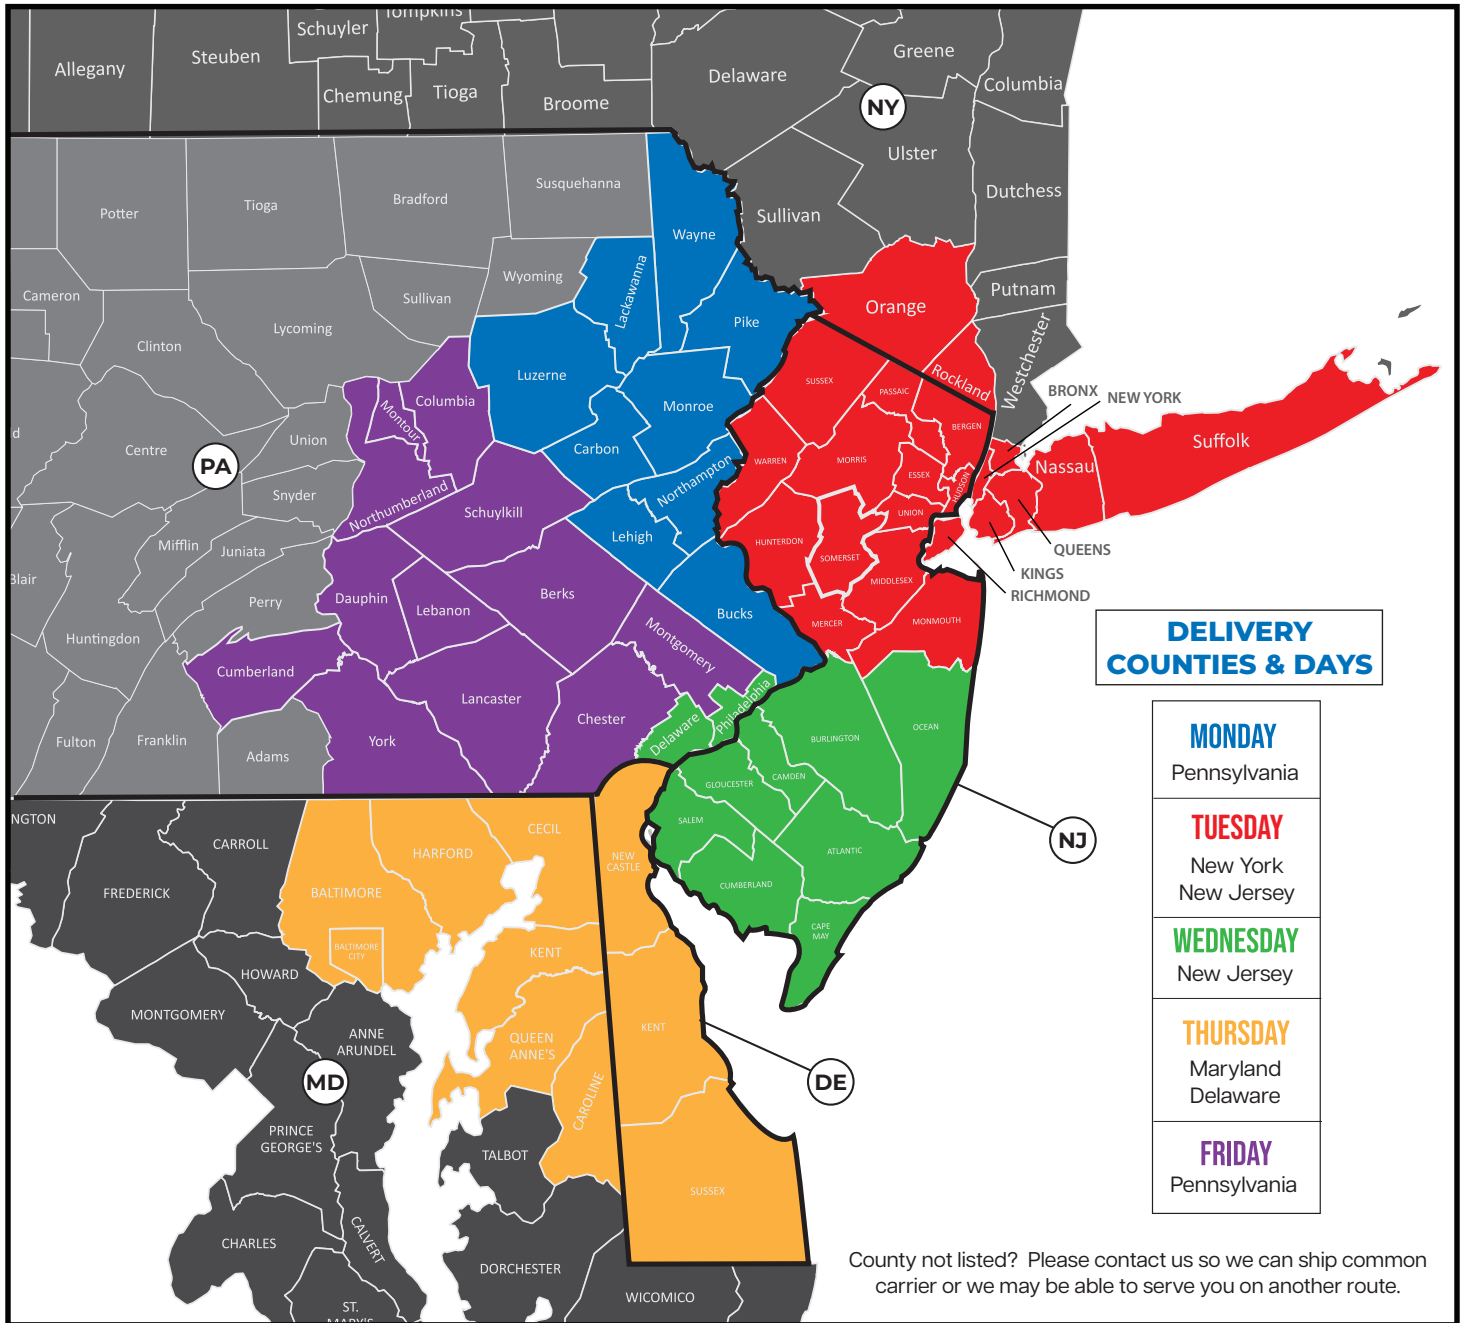 Tompkins
Schuyler
Steuben
Allegany
Chemung
Tioga
Broome
Delaware
Greene
Columbia
NY
Ulster
Dutchess
Sullivan
Putnam
Westchester
Orange
Rockland
Potter
Tioga
Bradford
Susquehanna
Wayne
Wyoming
Lackawanna
Pike
Cameron
Sullivan
Lycoming
Clinton
Luzerne
Monroe
Columbia
Montour
Carbon
Northampton
Centre
PA
Union
Snyder
Northumberland
Schuylkill
Lehigh
Mifflin
Juniata
Blair
d
Perry
Dauphin
Lebanon
Berks
Bucks
Huntingdon
Cumberland
Montgomery
Lancaster
Chester
Philadelphia
Delaware
Fulton
Franklin
Adams
York
SUSSEX
PASSAIC
BERGEN
WARREN
MORRIS
ESSEX
HUDSON
UNION
HUNTERDON
SOMERSET
MIDDLESEX
MERCER
MONMOUTH
BRONX
NEW YORK
Nassau
Suffolk
QUEENS
KINGS
RICHMOND
OCEAN
BURLINGTON
CAMDEN
GLOUCESTER
SALEM
ATLANTIC
CUMBERLAND
CAPE
MAY
NJ
NGTON
CARROLL
FREDERICK
BALTIMORE
BALTIMORE
CITY
HARFORD
CECIL
NEW
CASTLE
KENT
HOWARD
MONTGOMERY
ANNE
ARUNDEL
QUEEN
ANNE'S
KENT
MD
DE
CAROLINE
PRINCE
GEORGE'S
TALBOT
SUSSEX
CALVERT
CHARLES
DORCHESTER
WICOMICO
ST.
MARY'S
DELIVERY
COUNTIES & DAYS
MONDAY
Pennsylvania
TUESDAY
New York
New Jersey
WEDNESDAY
New Jersey
THURSDAY
Maryland
Delaware
FRIDAY
Pennsylvania
County not listed? Please contact us so we can ship common
carrier or we may be able to serve you on another route.